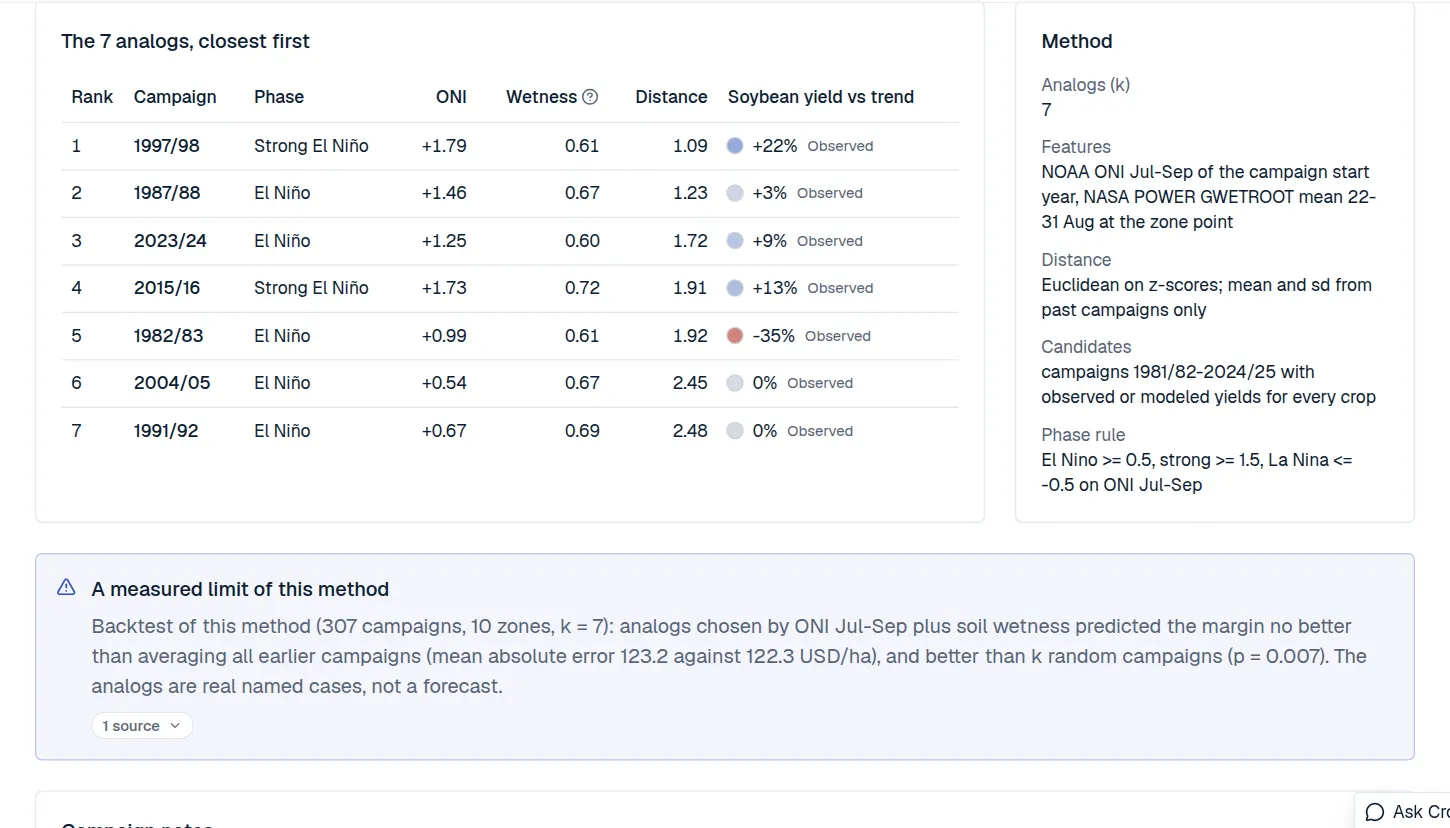 The 7 analogs, closest first
Rank Campaign Phase ONI Wetness Distance Soybean yield vs trend
1 1997/98 Strong El Niño +1.79 0.61 1.09 +22% Observed
2 1987/88 El Niño +1.46 0.67 1.23 +3% Observed
3 2023/24 El Niño +1.25 0.60 1.72 +9% Observed
4 2015/16 Strong El Niño +1.73 0.72 1.91 +13% Observed
5 1982/83 El Niño +0.99 0.61 1.92 -35% Observed
6 2004/05 El Niño +0.54 0.67 2.45 0% Observed
7 1991/92 El Niño +0.67 0.69 2.48 0% Observed
Method
Analogs (k)
7
Features
NOAA ONI Jul-Sep of the campaign start
year, NASA POWER GWETROOT mean 22-
31 Aug at the zone point
Distance
Euclidean on z-scores; mean and sd from
past campaigns only
Candidates
campaigns 1981/82-2024/25 with
observed or modeled yields for every crop
Phase rule
El Nino >= 0.5, strong >= 1.5, La Nina <=
-0.5 on ONI Jul-Sep
A measured limit of this method
Backtest of this method (307 campaigns, 10 zones, k = 7): analogs chosen by ONI Jul-Sep plus soil wetness predicted the margin no better
than averaging all earlier campaigns (mean absolute error 123.2 against 122.3 USD/ha), and better than k random campaigns (p = 0.007). The
analogs are real named cases, not a forecast.
1 source
Campaign notes
Ask Cro